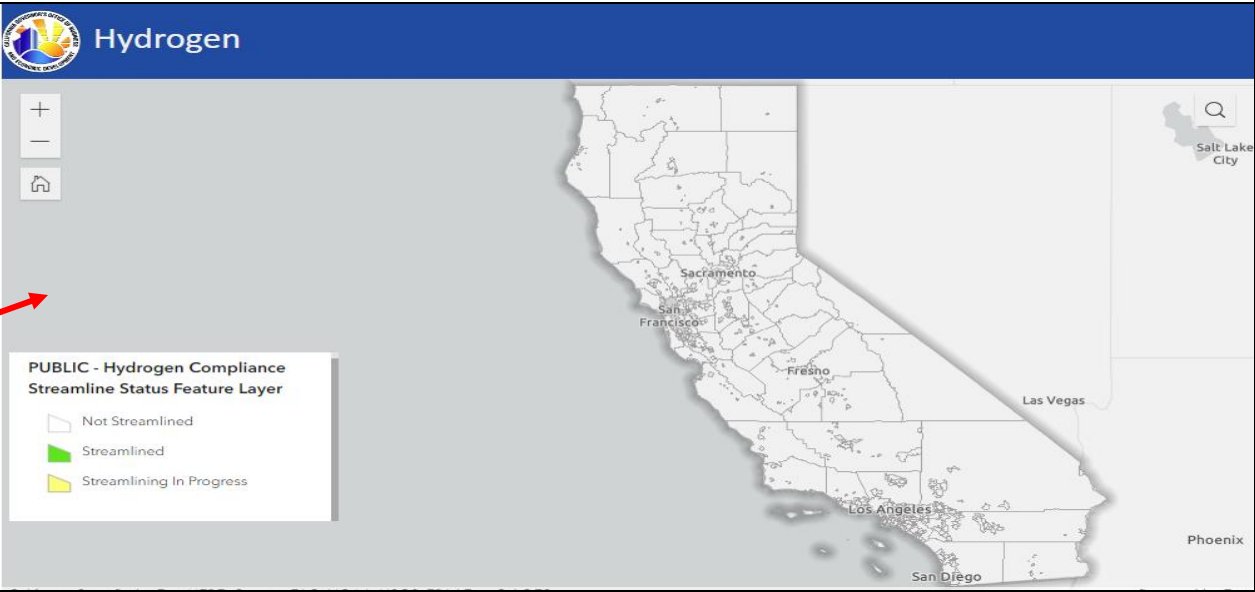 Hydrogen
+
−
Salt Lake
City
Sacramento
San
Francisco
Fresno
Las Vegas
PUBLIC - Hydrogen Compliance
Streamline Status Feature Layer
Not Streamlined
Streamlined
Streamlining In Progress
Los Angeles
Phoenix
San Diego